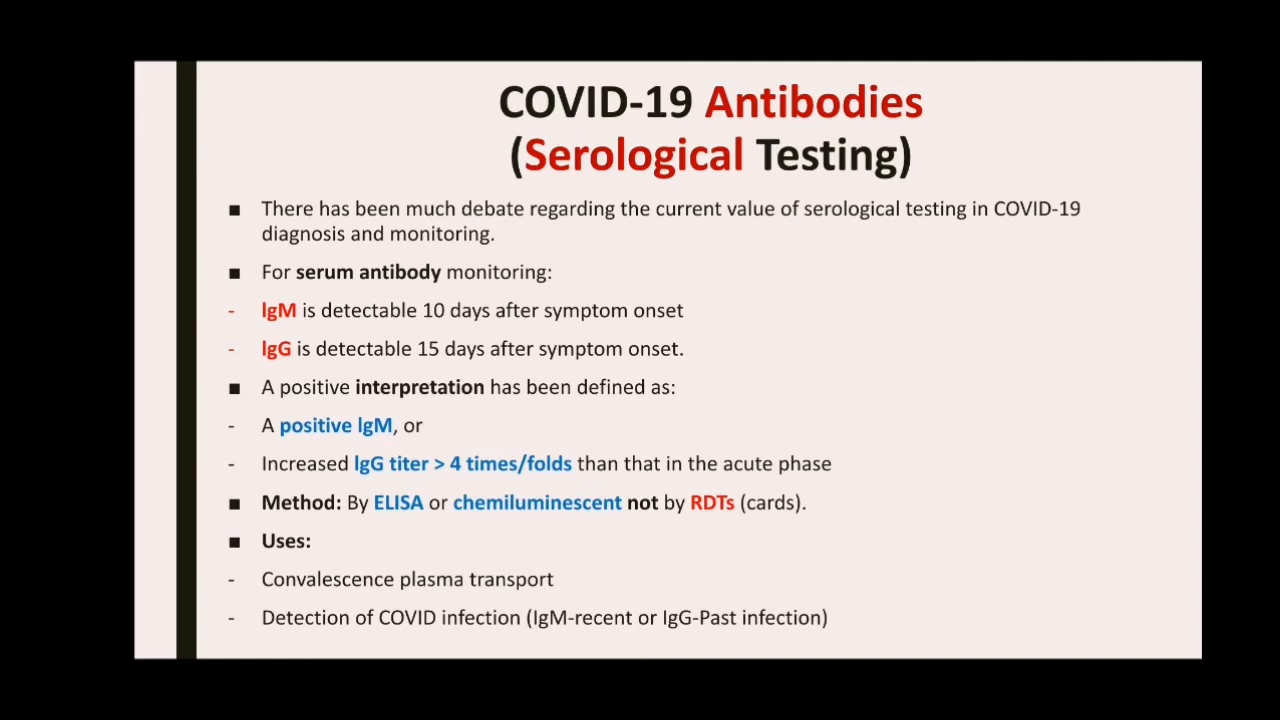 COVID-19 Antibodies
(Serological Testing)
■ There has been much debate regarding the current value of serological testing in COVID-19
diagnosis and monitoring.
■ For serum antibody monitoring:
- IgM is detectable 10 days after symptom onset
- IgG is detectable 15 days after symptom onset.
■ A positive interpretation has been defined as:
- A positive IgM, or
- Increased IgG titer > 4 times/folds than that in the acute phase
■ Method: By ELISA or chemiluminescent not by RDTs (cards).
■ Uses:
- Convalescence plasma transport
- Detection of COVID infection (IgM-recent or IgG-Past infection)